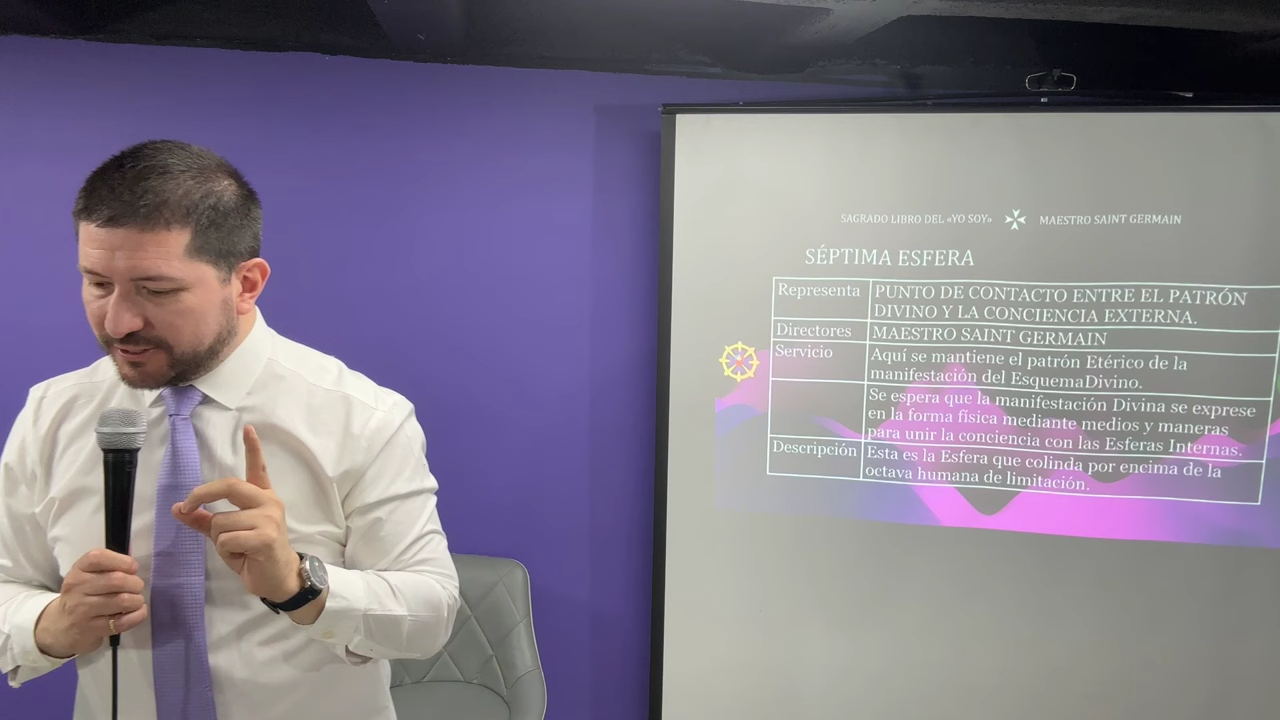 SAGRADO LIBRO DEL «YO SOY» MAESTRO SAINT GERMAIN
SÉPTIMA ESFERA
Representa PUNTO DE CONTACTO ENTRE EL PATRÓN
DIVINO Y LA CONCIENCIA EXTERNA.
Directores MAESTRO SAINT GERMAIN
Servicio Aquí se mantiene el patrón Etérico de la
manifestación del EsquemaDivino.
Se espera que la manifestación Divina se exprese
en la forma física mediante medios y maneras
para unir la conciencia con las Esferas Internas.
Descripción Esta es la Esfera que colinda por encima de la
octava humana de limitación.